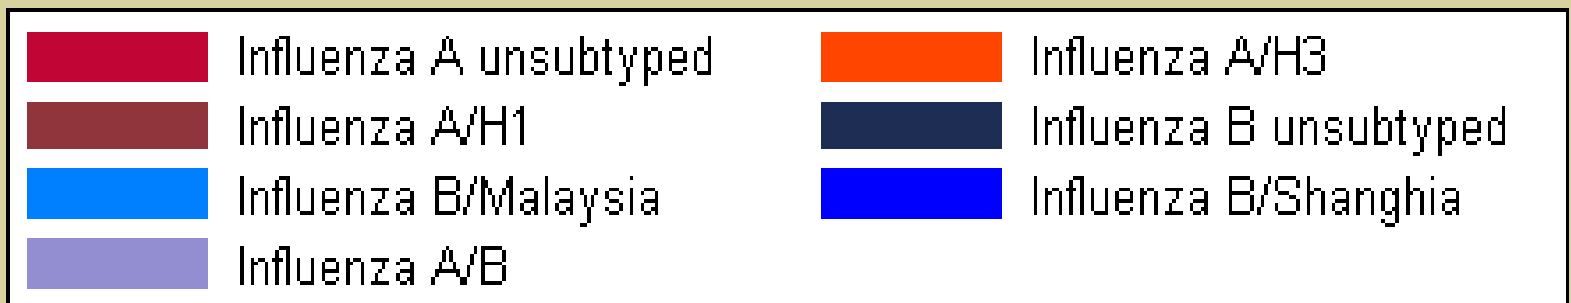 Influenza A unsubtyped
Influenza A/H3
Influenza A/H1
Influenza B unsubtyped
Influenza B/Malaysia
Influenza B/Shanghia
Influenza A/B